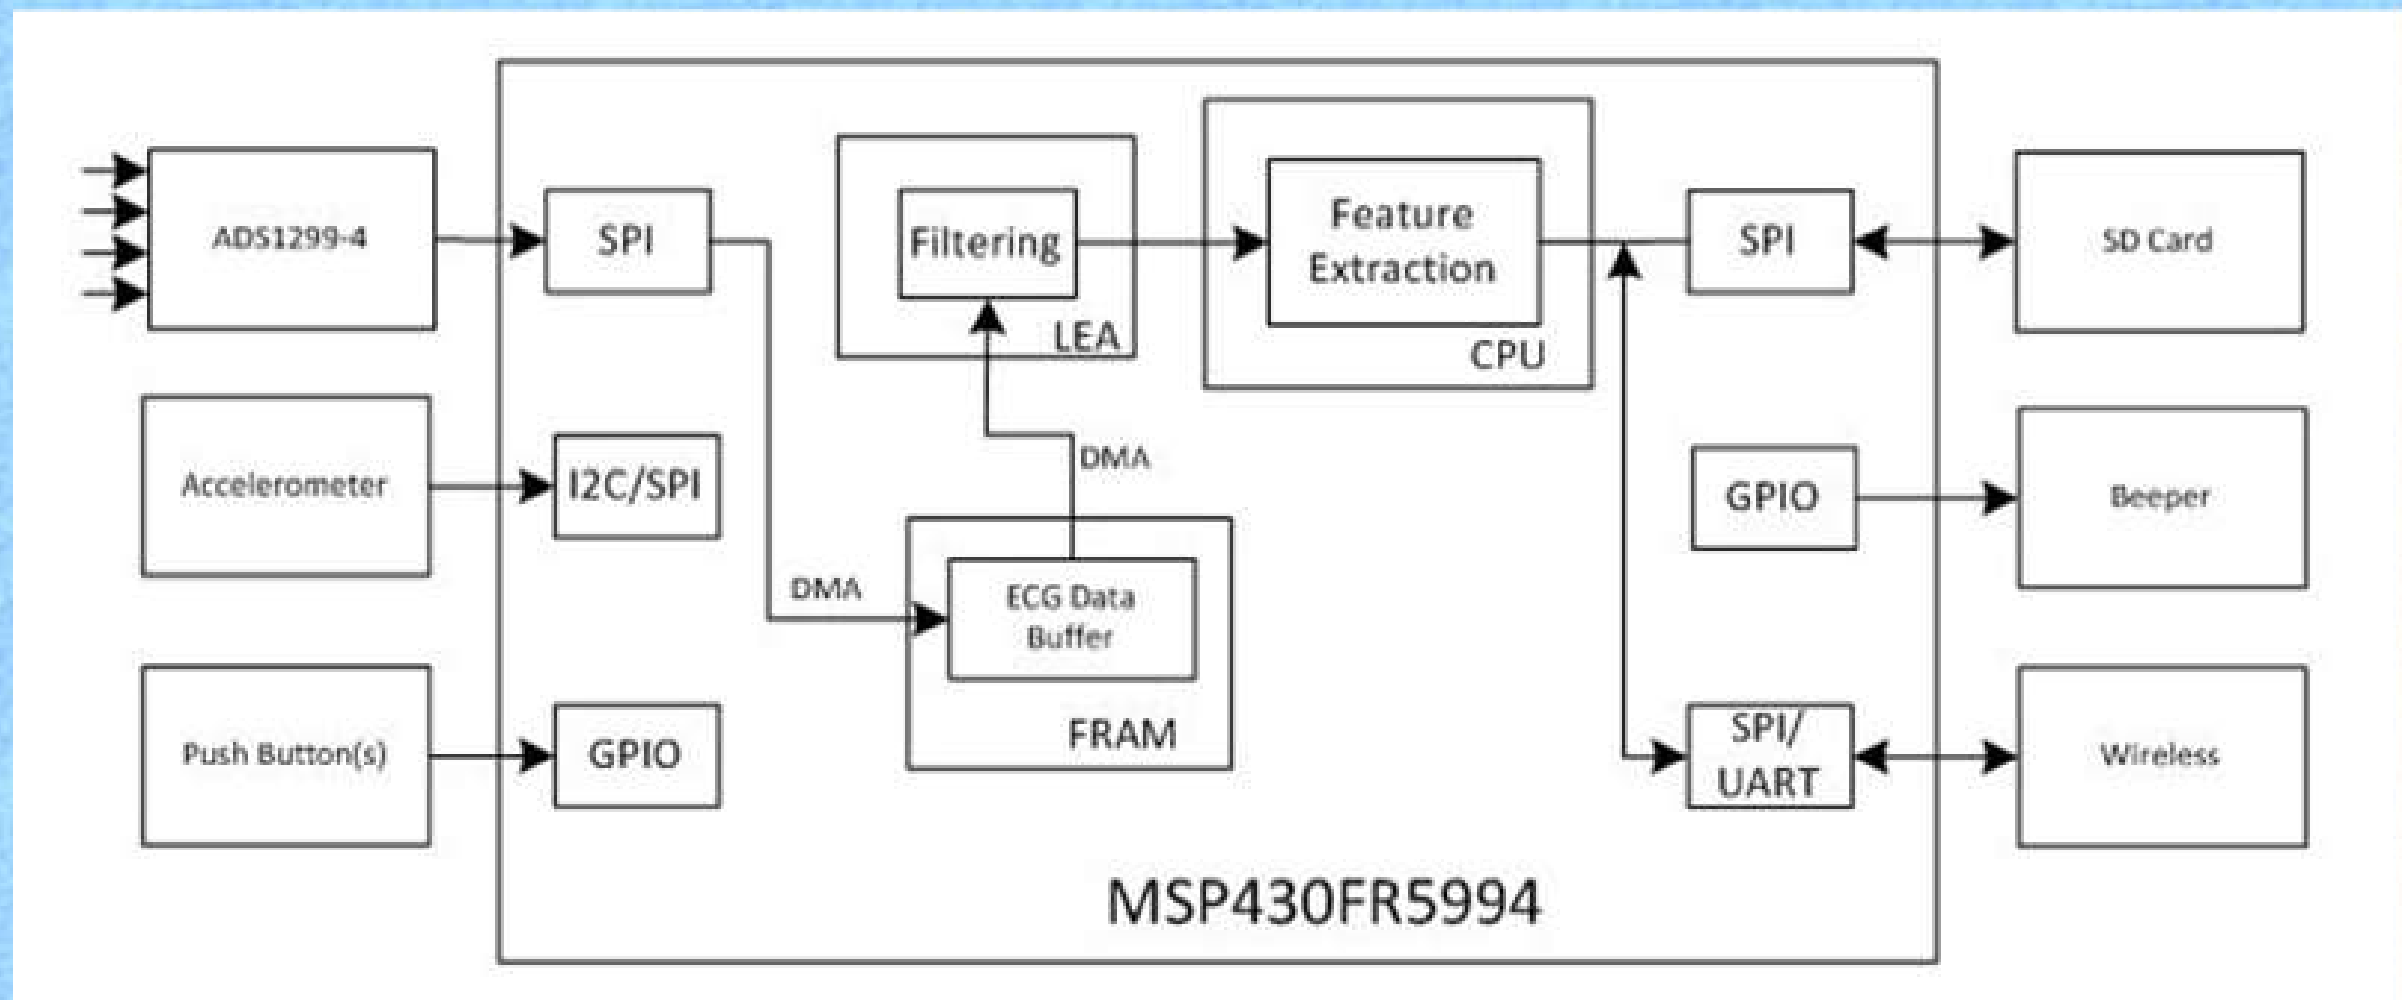 ADS1299-4
SPI
Filtering
LEA
Feature
Extraction
CPU
SPI
SD Card
Accelerometer
I2C/SPI
DMA
GPIO
Beeper
DMA
ECG Data
Buffer
FRAM
Push Button(s)
GPIO
SPI/
UART
Wireless
MSP430FR5994